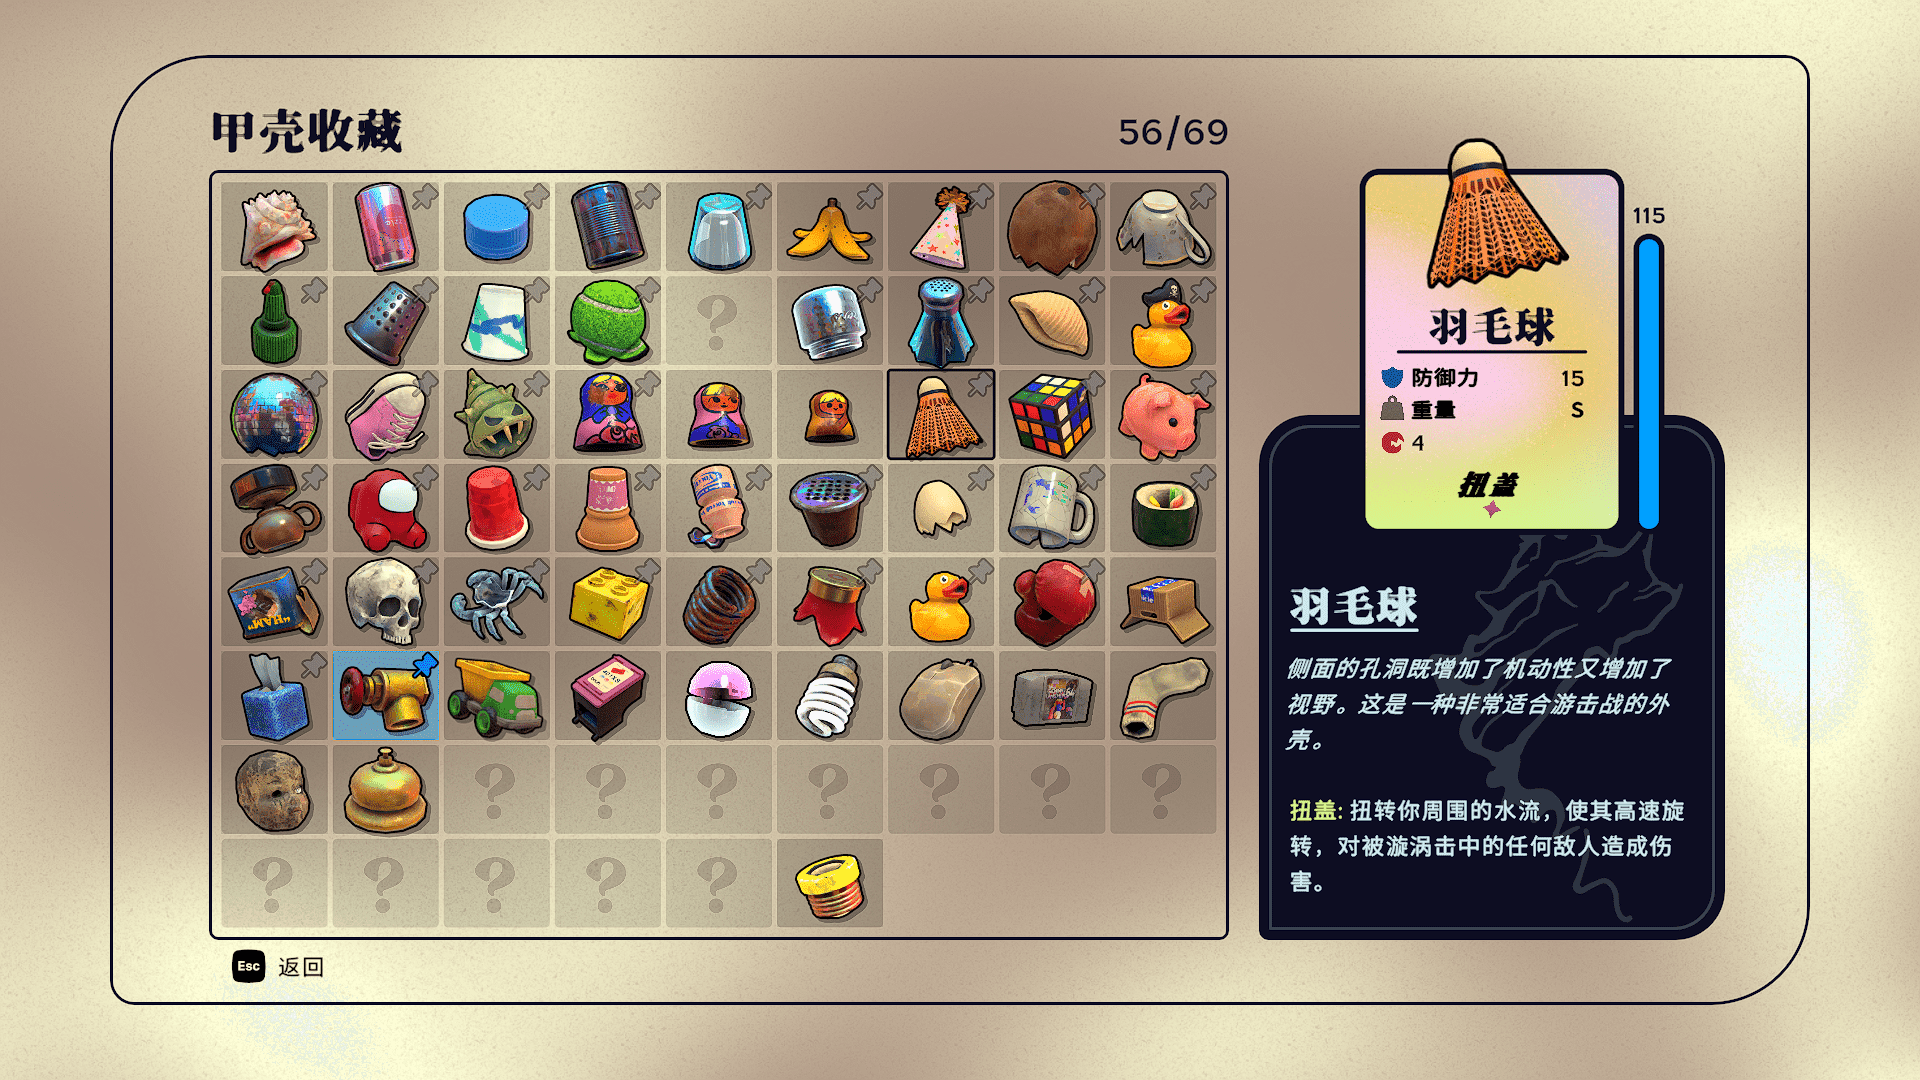 甲壳收藏
56/69
115
羽毛球
防御力 15
重量 S
4
扭盖
羽毛球
侧面的孔洞既增加了机动性又增加了
视野。这是一种非常适合游击战的外
壳。
扭盖: 扭转你周围的水流，使其高速旋
转，对被漩涡击中的任何敌人造成伤
害。
Esc 返回